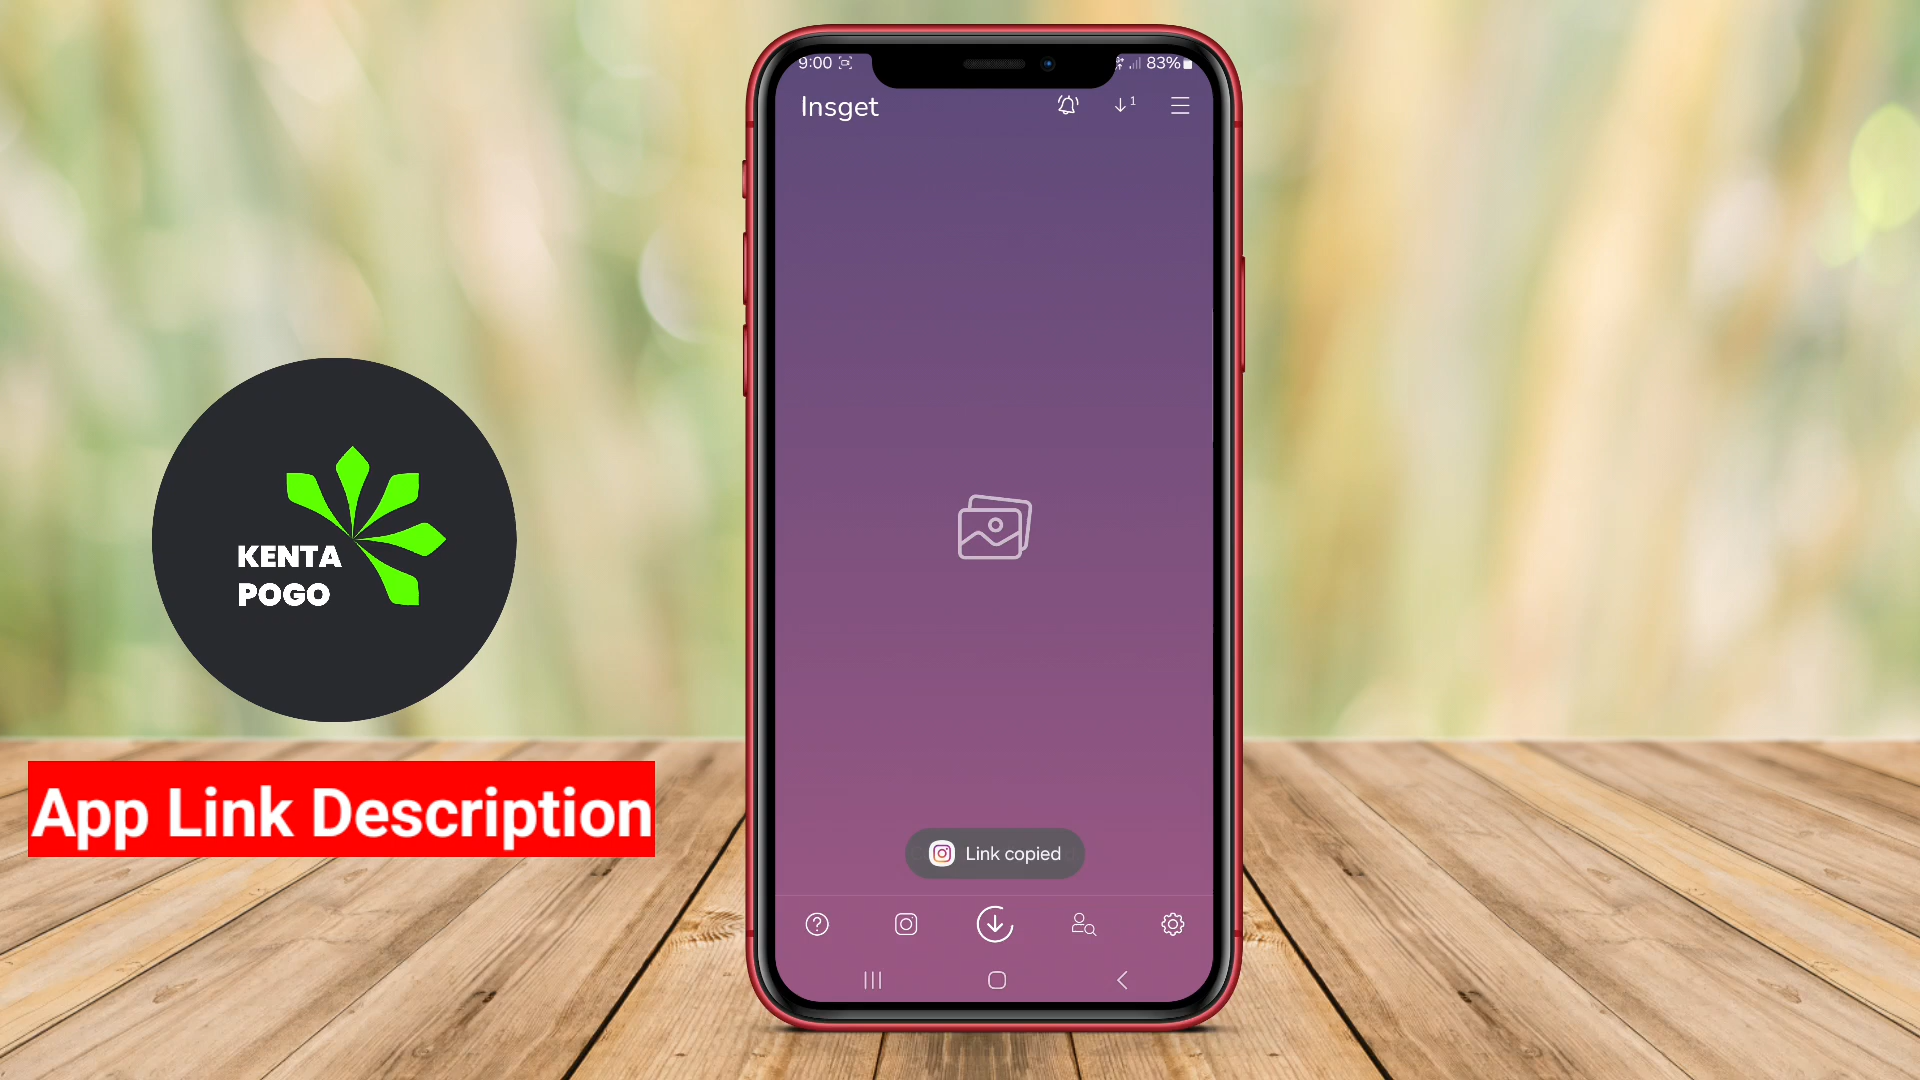 9:00
83%
Insget
1
KENTA
POGO
App Link Description
Link copied